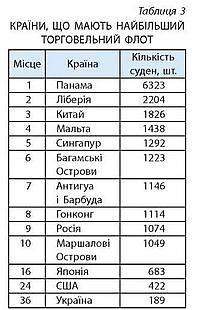 Таблиця 3
КРАЇНИ, ЩО МАЮТЬ НАЙБІЛЬШИЙ
ТОРГОВЕЛЬНИЙ ФЛОТ
Місце Країна Кількість суден, шт.
1 Панама 6323
2 Ліберія 2204
3 Китай 1826
4 Мальта 1438
5 Сингапур 1292
6 Багамські Острови 1223
7 Антигуа і Барбуда 1146
8 Гонконг 1114
9 Росія 1074
10 Маршалові Острови 1049
16 Японія 683
24 США 422
36 Україна 189